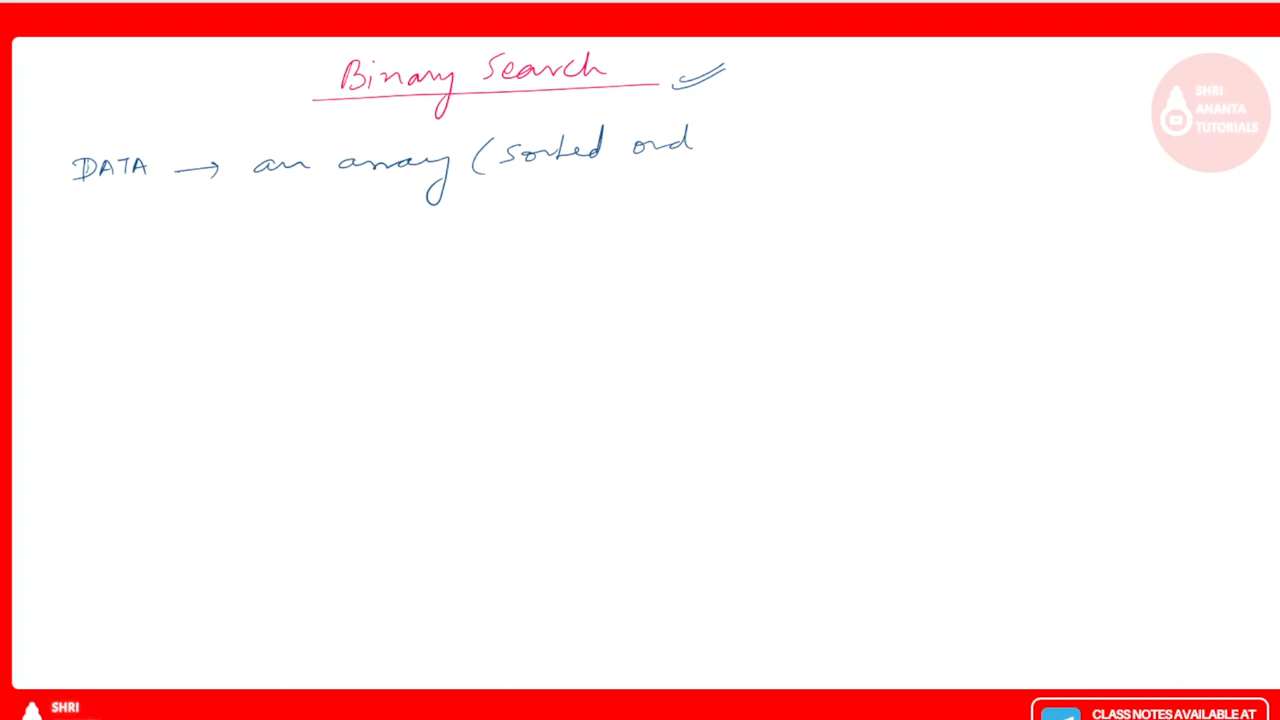 Binary Search
SHRI
ANANTA
TUTORIALS
DATA → an array (sorted ord
SHRI
CLASS NOTES AVAILABLE AT